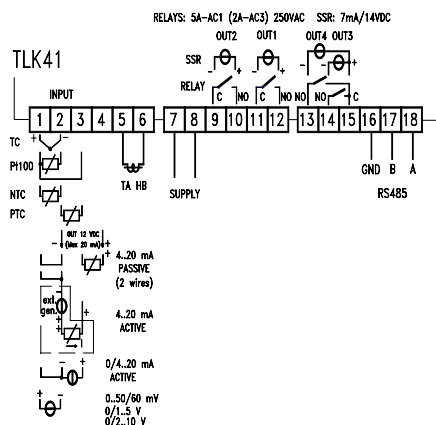 RELAYS: 5A-AC1 (2A-AC3) 250VAC SSR: 7mA/14VDC
OUT2 OUT1 OUT4 OUT3
TLK41
SSR - + - + - - +
RELAY
INPUT C NO C NO NO NO C
1 2 3 4 5 6 7 8 9 10 11 12 13 14 15 16 17 18
TC + -
Pt100
TA HB
SUPPLY
GND B A
RS485
NTC
PTC
OUT 12 VDC
(Max 20 mA)
- +
+
4..20 mA
PASSIVE
(2 wires)
ext.
gen.
-
+
+
+
4..20 mA
ACTIVE
- +
0/4..20 mA
ACTIVE
+ -
0..50/60 mV
0/1..5 V
0/2..10 V